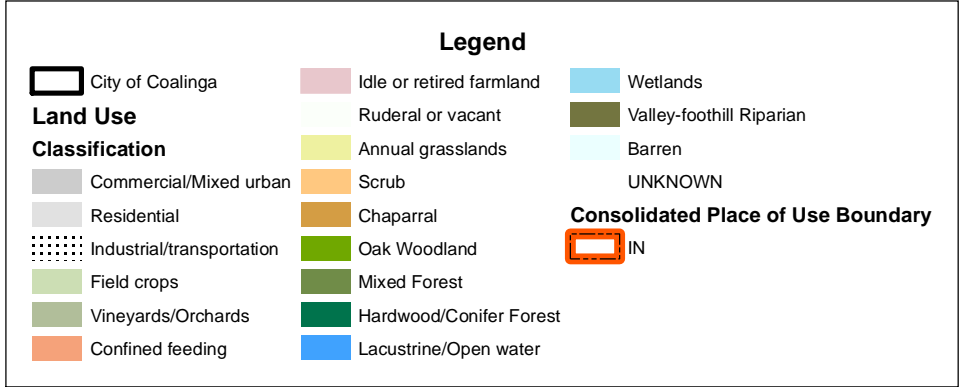 Legend
City of Coalinga
Land Use
Classification
Commercial/Mixed urban
Residential
Industrial/transportation
Field crops
Vineyards/Orchards
Confined feeding
Idle or retired farmland
Ruderal or vacant
Annual grasslands
Scrub
Chaparral
Oak Woodland
Mixed Forest
Hardwood/Conifer Forest
Lacustrine/Open water
Wetlands
Valley-foothill Riparian
Barren
UNKNOWN
Consolidated Place of Use Boundary
IN